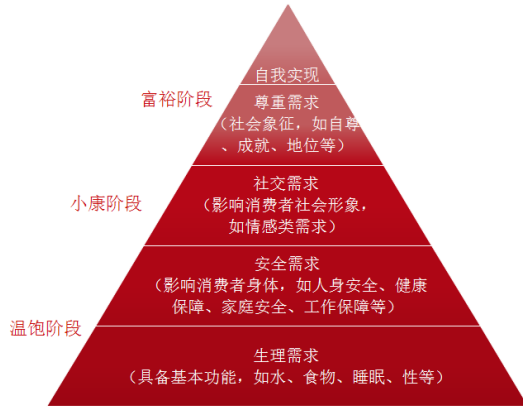 自我实现
富裕阶段
尊重需求
（社会象征，如自尊
、成就、地位等）
社交需求
小康阶段
（影响消费者社会形象，
如情感类需求）
安全需求
（影响消费者身体，如人身安全、健康
保障、家庭安全、工作保障等）
温饱阶段
生理需求
（具备基本功能，如水、食物、睡眠、性等）